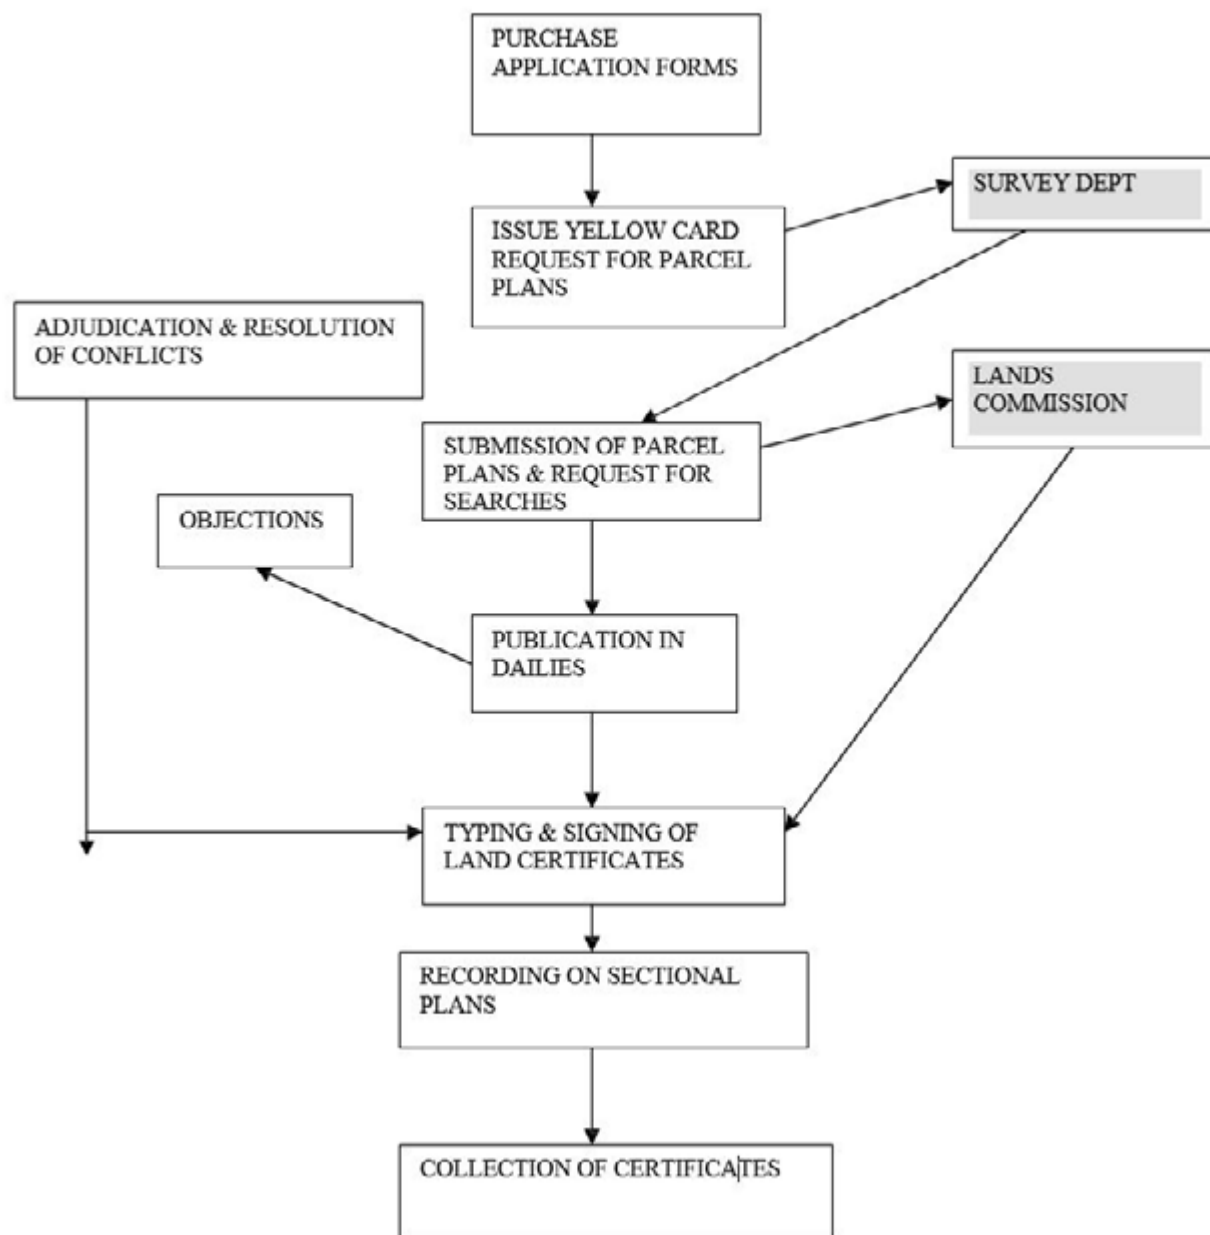 PURCHASE
APPLICATION FORMS
SURVEY DEPT
ISSUE YELLOW CARD
REQUEST FOR PARCEL
PLANS
ADJUDICATION & RESOLUTION
OF CONFLICTS
LANDS
COMMISSION
SUBMISSION OF PARCEL
PLANS & REQUEST FOR
SEARCHES
OBJECTIONS
PUBLICATION IN
DAILIES
TYPING & SIGNING OF
LAND CERTIFICATES
RECORDING ON SECTIONAL
PLANS
COLLECTION OF CERTIFICATES